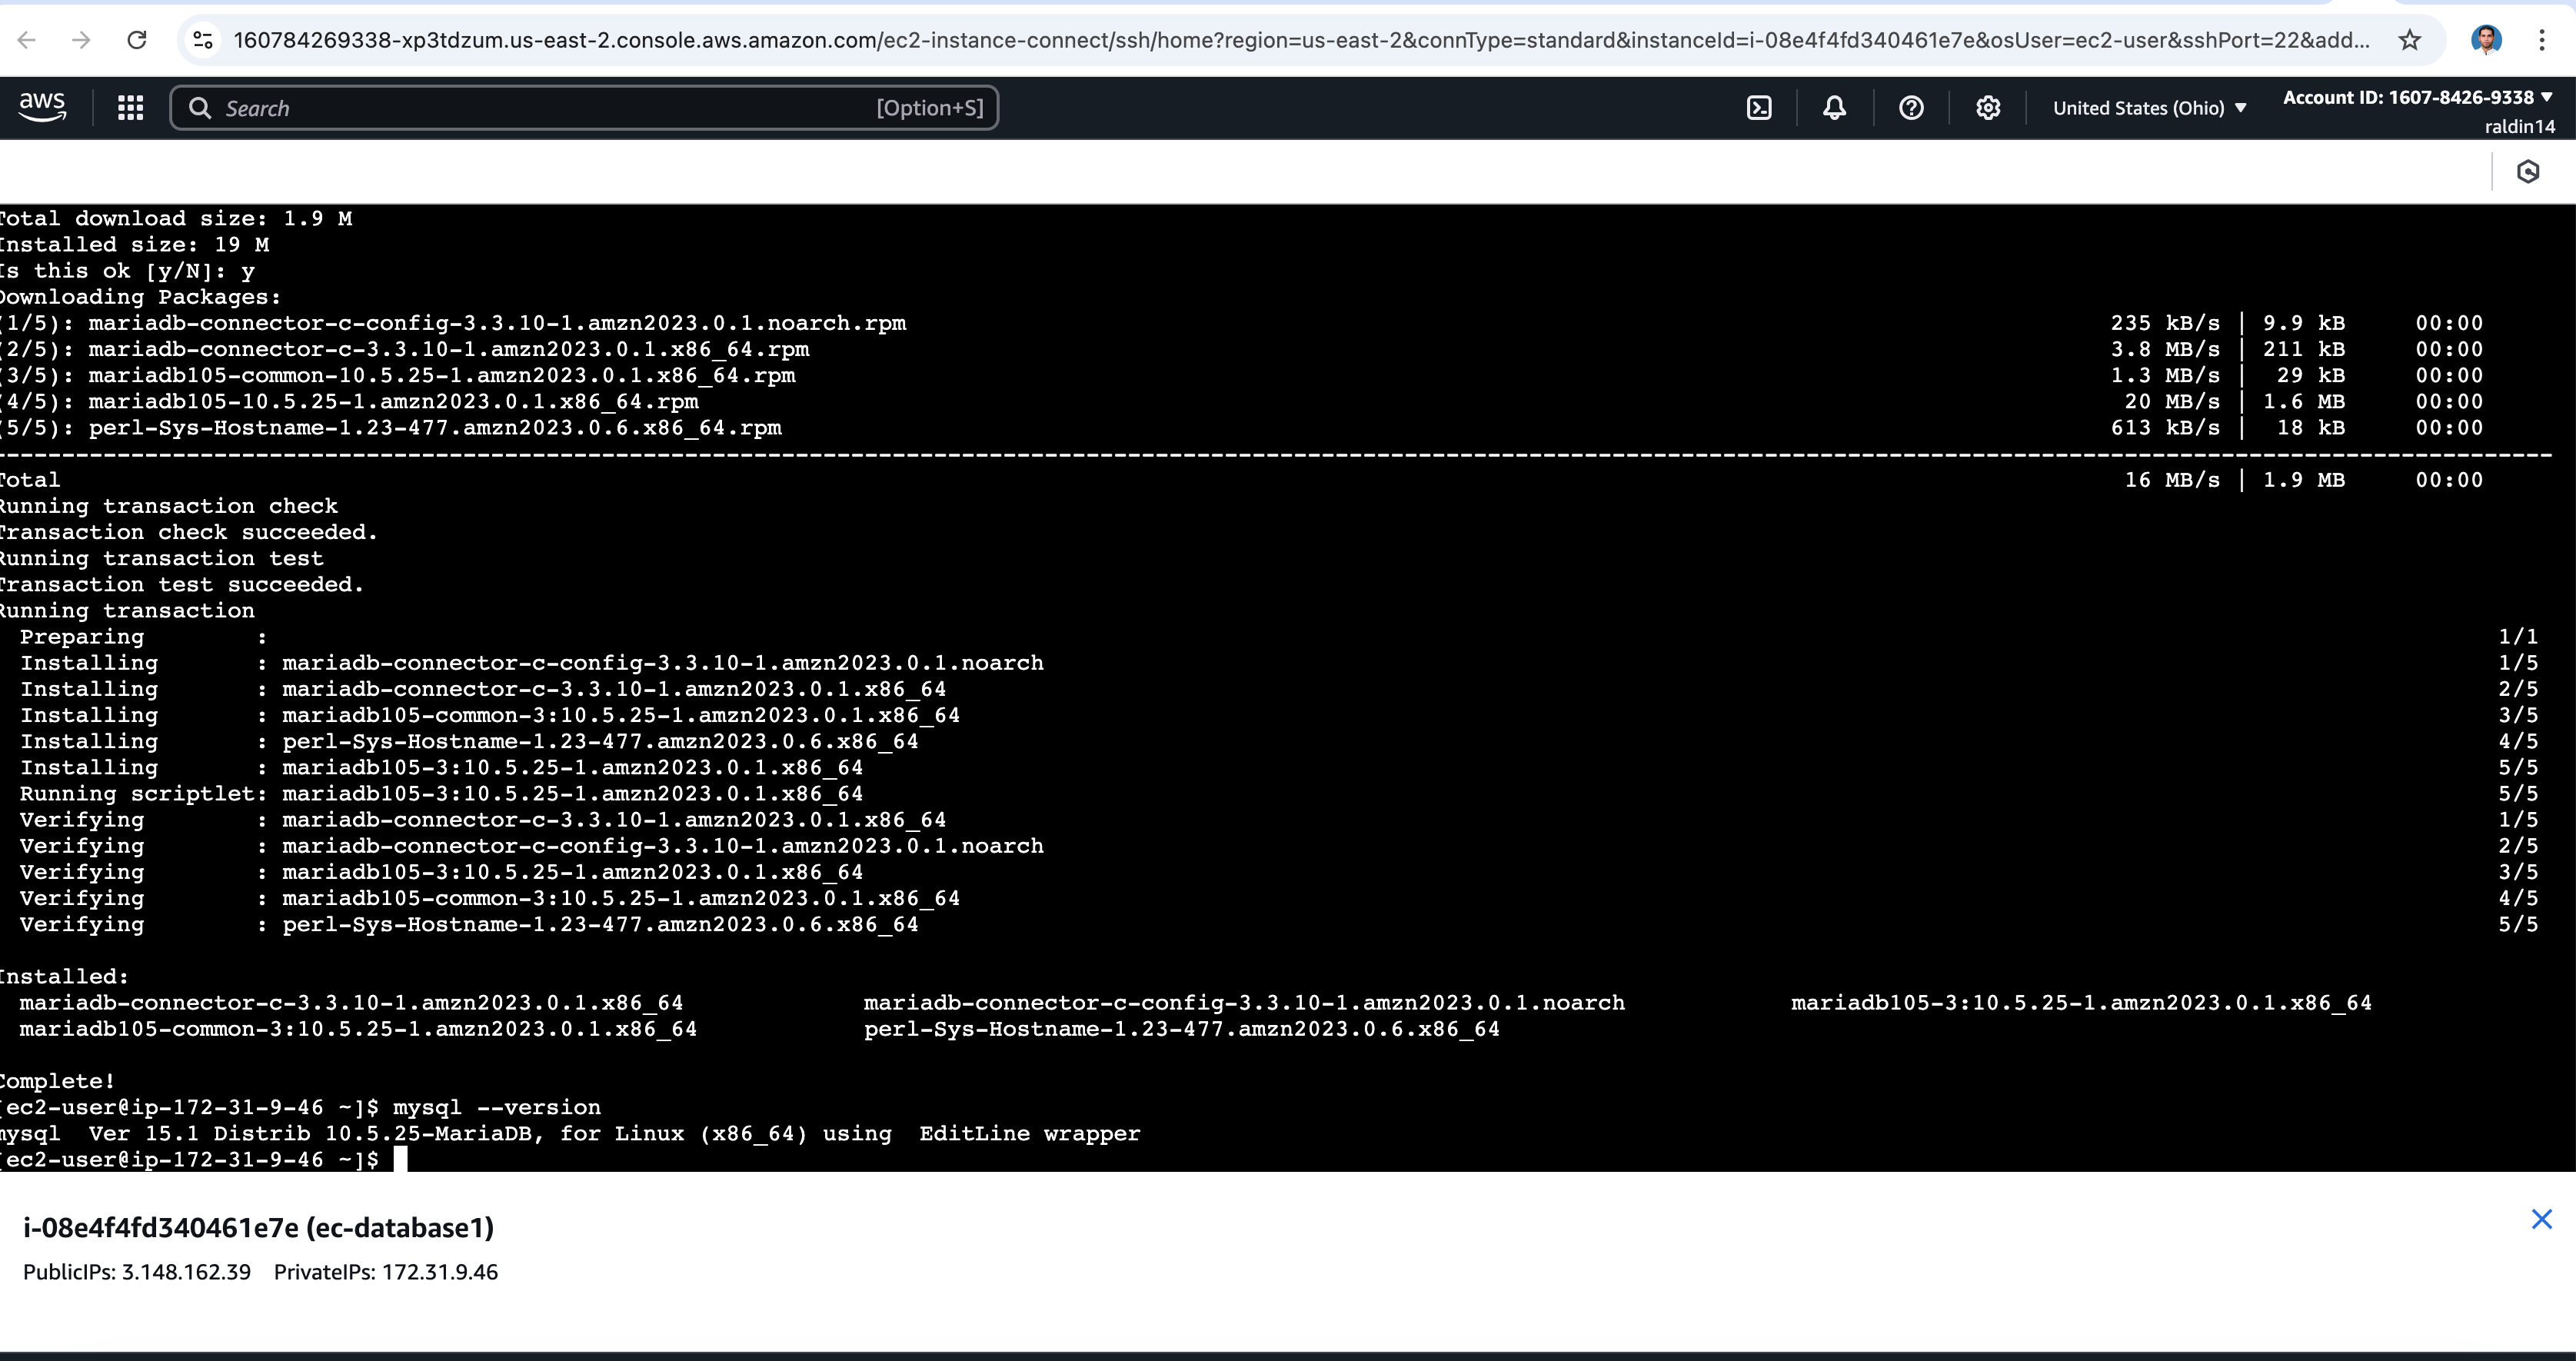 160784269338-xp3tdzum.us-east-2.console.aws.amazon.com/ec2-instance-connect/ssh/home?region=us-east-2&connType=standard&instanceId=i-08e4f4fd340461e7e&osUser=ec2-user&sshPort=22&add...
aws Search [Option+S] United States (Ohio) Account ID: 1607-8426-9338
raldin14
Total download size: 1.9 M
Installed size: 19 M
Is this ok [y/N]: y
Downloading Packages:
(1/5): mariadb-connector-c-config-3.3.10-1.amzn2023.0.1.noarch.rpm 235 kB/s | 9.9 kB 00:00
(2/5): mariadb-connector-c-3.3.10-1.amzn2023.0.1.x86_64.rpm 3.8 MB/s | 211 kB 00:00
(3/5): mariadb105-common-10.5.25-1.amzn2023.0.1.x86_64.rpm 1.3 MB/s | 29 kB 00:00
(4/5): mariadb105-10.5.25-1.amzn2023.0.1.x86_64.rpm 20 MB/s | 1.6 MB 00:00
(5/5): perl-Sys-Hostname-1.23-477.amzn2023.0.6.x86_64.rpm 613 kB/s | 18 kB 00:00
Total 16 MB/s | 1.9 MB 00:00
Running transaction check
Transaction check succeeded.
Running transaction test
Transaction test succeeded.
Running transaction
Preparing : 1/1
Installing : mariadb-connector-c-config-3.3.10-1.amzn2023.0.1.noarch 1/5
Installing : mariadb-connector-c-3.3.10-1.amzn2023.0.1.x86_64 2/5
Installing : mariadb105-common-3:10.5.25-1.amzn2023.0.1.x86_64 3/5
Installing : perl-Sys-Hostname-1.23-477.amzn2023.0.6.x86_64 4/5
Installing : mariadb105-3:10.5.25-1.amzn2023.0.1.x86_64 5/5
Running scriptlet: mariadb105-3:10.5.25-1.amzn2023.0.1.x86_64 5/5
Verifying : mariadb-connector-c-3.3.10-1.amzn2023.0.1.x86_64 1/5
Verifying : mariadb-connector-c-config-3.3.10-1.amzn2023.0.1.noarch 2/5
Verifying : mariadb105-3:10.5.25-1.amzn2023.0.1.x86_64 3/5
Verifying : mariadb105-common-3:10.5.25-1.amzn2023.0.1.x86_64 4/5
Verifying : perl-Sys-Hostname-1.23-477.amzn2023.0.6.x86_64 5/5
Installed:
mariadb-connector-c-3.3.10-1.amzn2023.0.1.x86_64 mariadb-connector-c-config-3.3.10-1.amzn2023.0.1.noarch mariadb105-3:10.5.25-1.amzn2023.0.1.x86_64
mariadb105-common-3:10.5.25-1.amzn2023.0.1.x86_64 perl-Sys-Hostname-1.23-477.amzn2023.0.6.x86_64
Complete!
[ec2-user@ip-172-31-9-46 ~]$ mysql --version
mysql Ver 15.1 Distrib 10.5.25-MariaDB, for Linux (x86_64) using EditLine wrapper
[ec2-user@ip-172-31-9-46 ~]$
i-08e4f4fd340461e7e (ec-database1)
PublicIPs: 3.148.162.39 PrivateIPs: 172.31.9.46